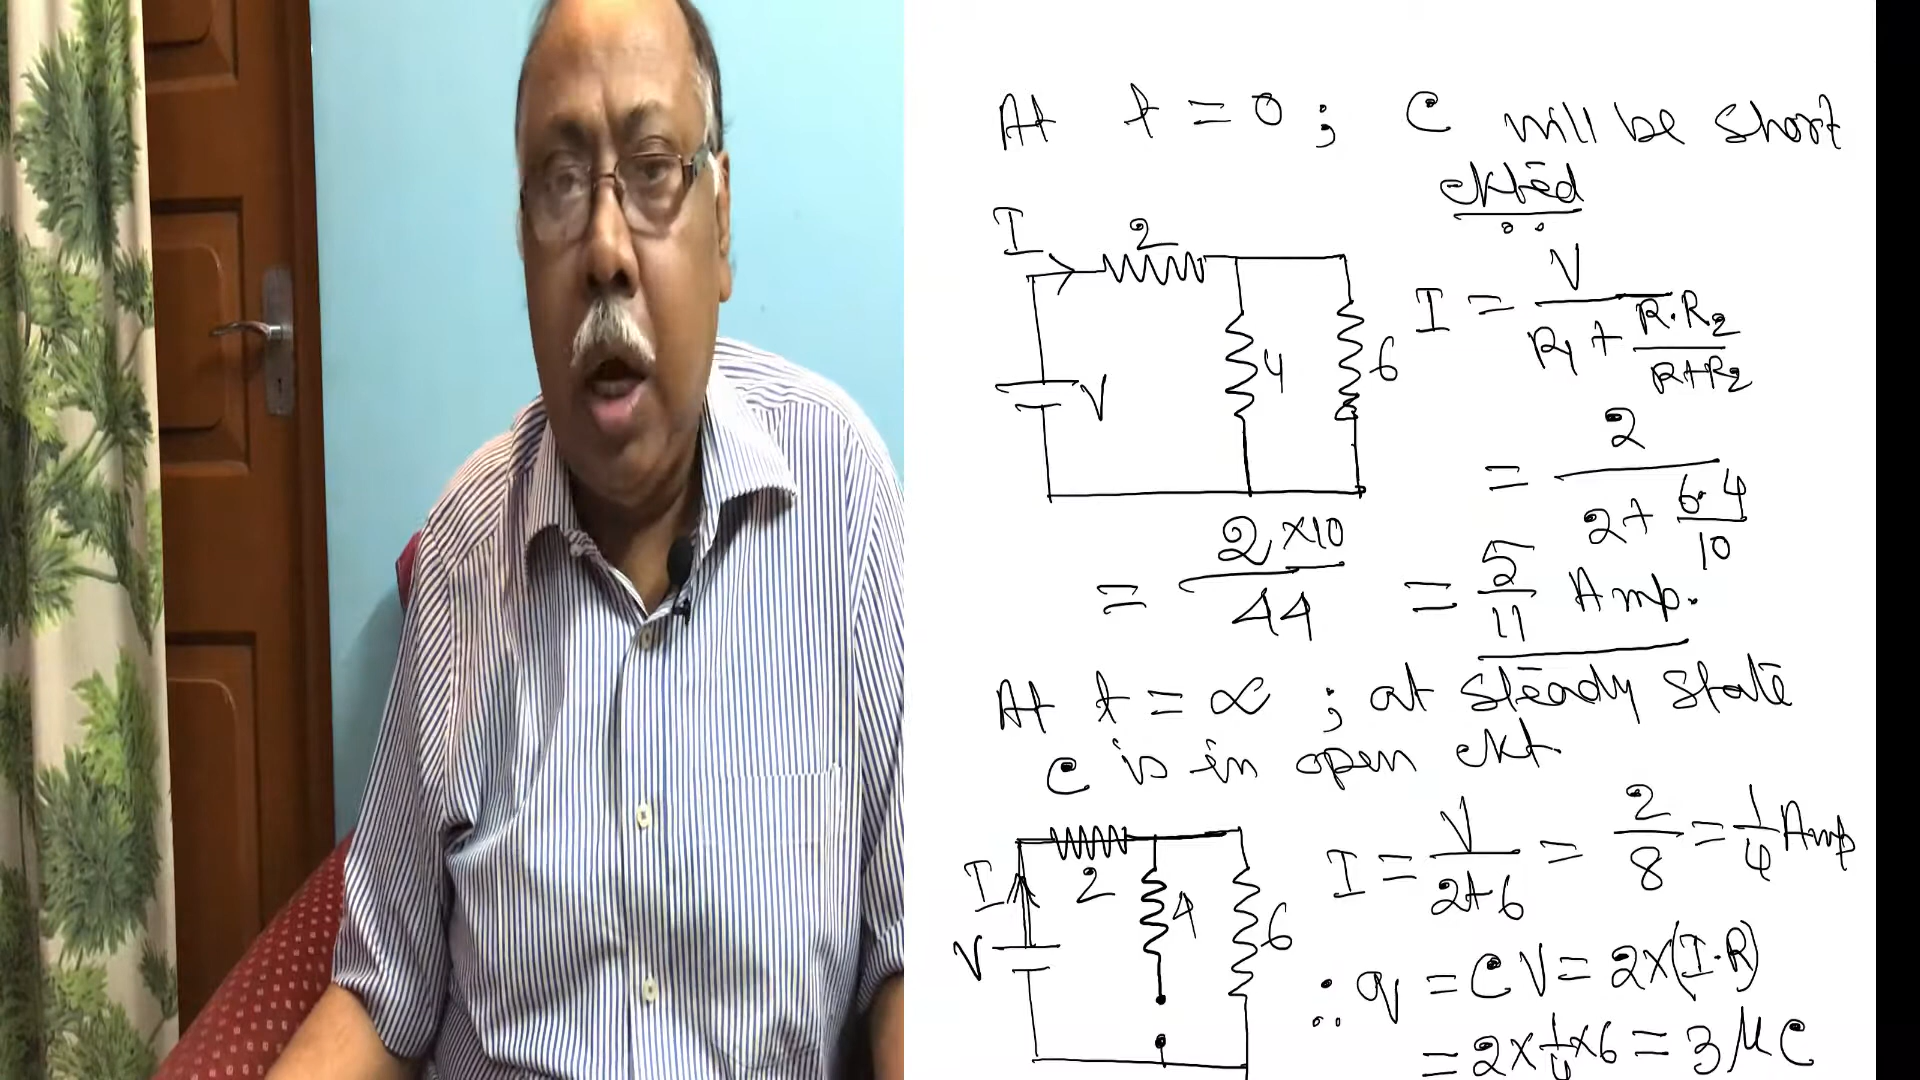 At t = 0 ; C will be short
ckted
I 2
4 6
V
∴ I = V / (R1 + R.R2 / (R+R2))
= 2 / (2 + 6.4 / 10)
= 2 × 10 / 44 = 5 / 11 Amp.
At t = ∞ ; at steady state
C is in open ckt.
I 2 4 6
V
I = V / (2+6) = 2 / 8 = 1/4 Amp
∴ q = CV = 2×(I.R)
= 2 × 1/4 × 6 = 3 μC